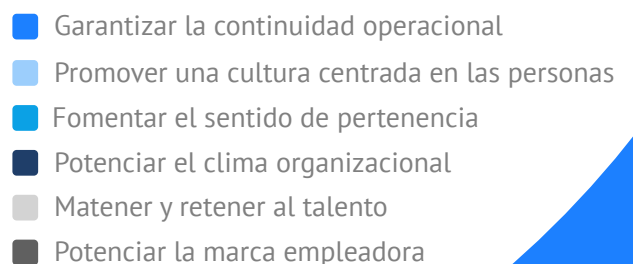 Garantizar la continuidad operacional
Promover una cultura centrada en las personas
Fomentar el sentido de pertenencia
Potenciar el clima organizacional
Matener y retener al talento
Potenciar la marca empleadora